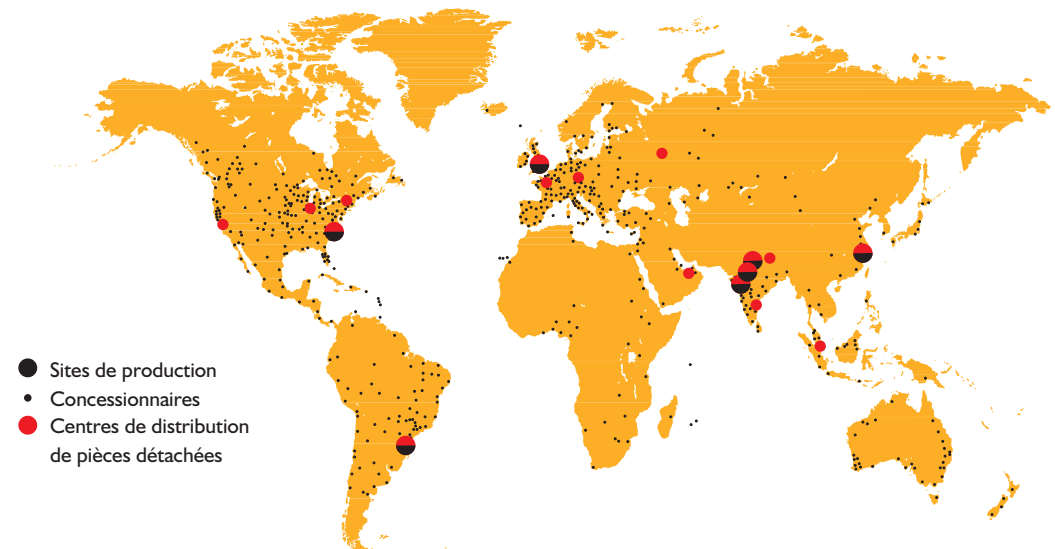 Sites de production
Concessionnaires
Centres de distribution
de pièces détachées